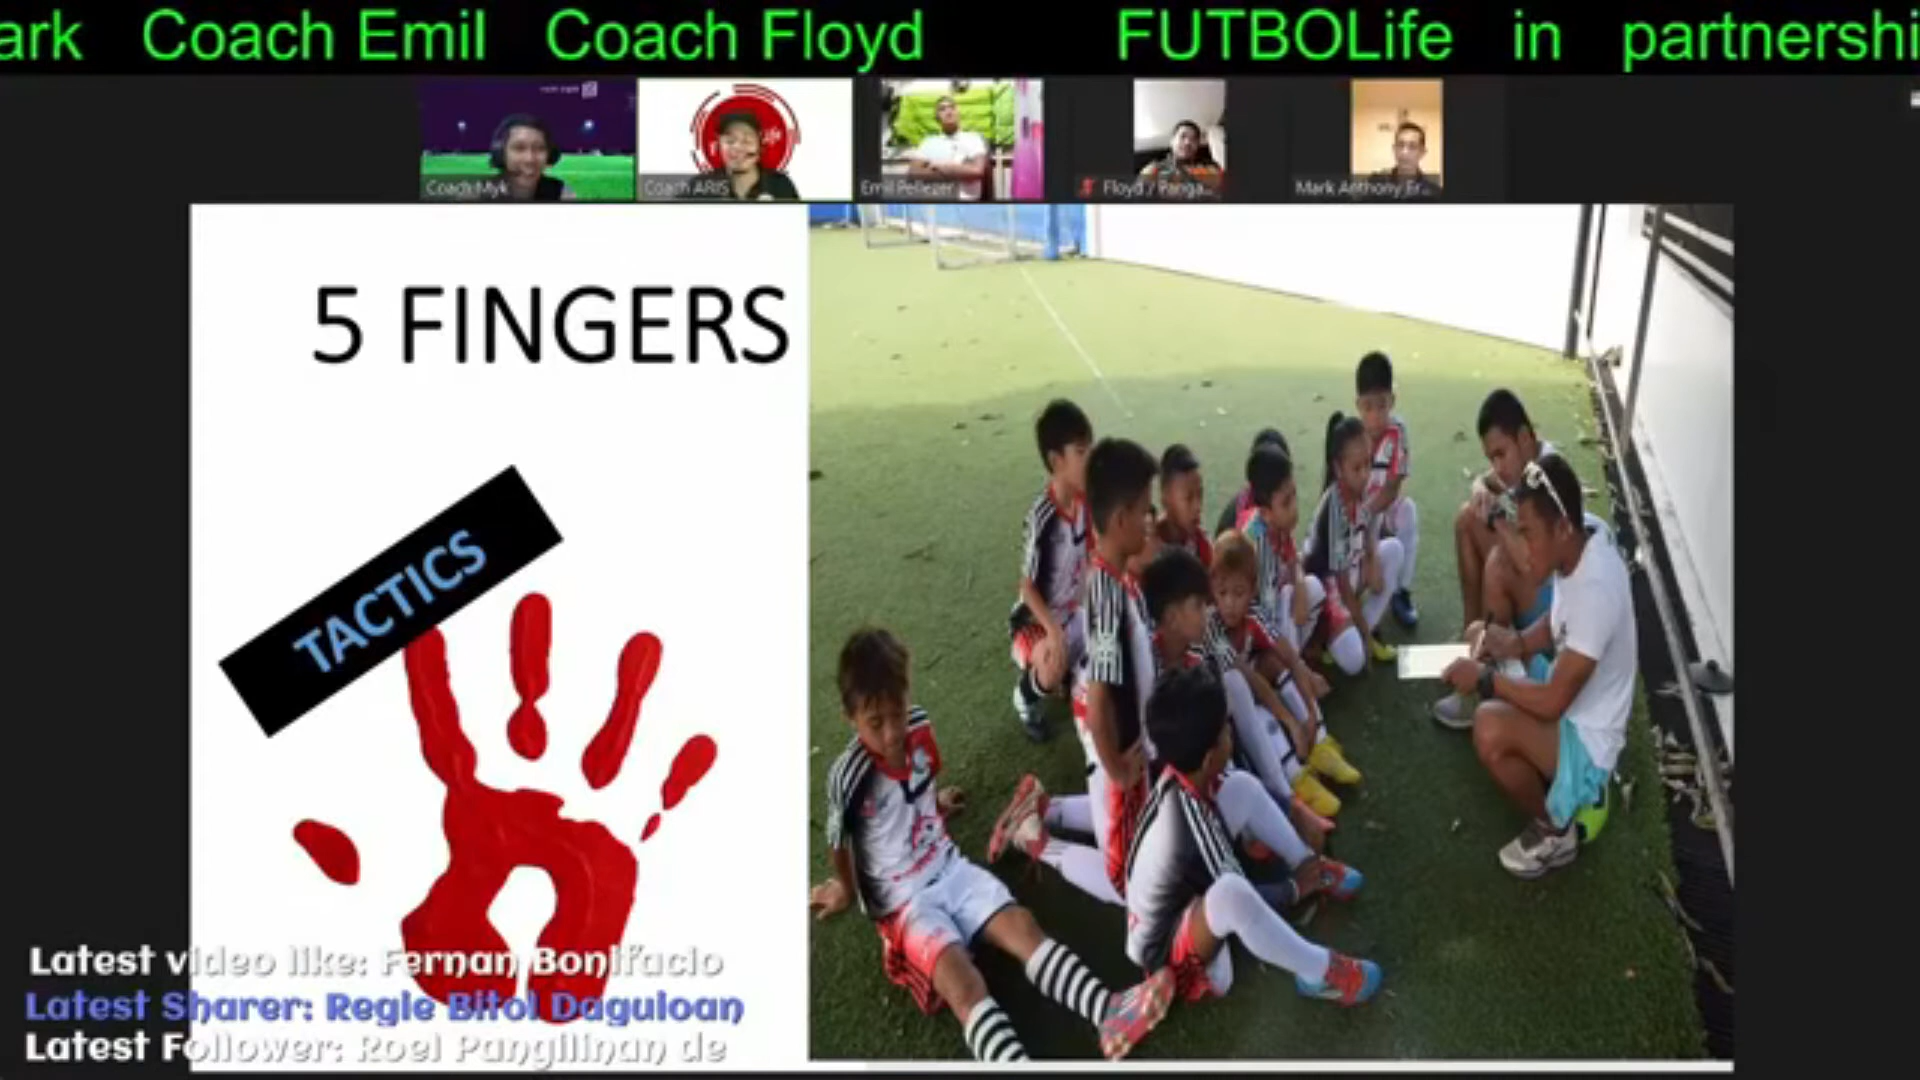 ark Coach Emil Coach Floyd FUTBOLife in partnershi
Coach Myk
Coach ARIS
Emil Pellezer
Floyd / Panga...
Mark Anthony Er...
5 FINGERS
TACTICS
Latest video like: Fernan Bonifacio
Latest Sharer: Regie Bitol Daguloan
Latest Follower: Roel Pangilinan de